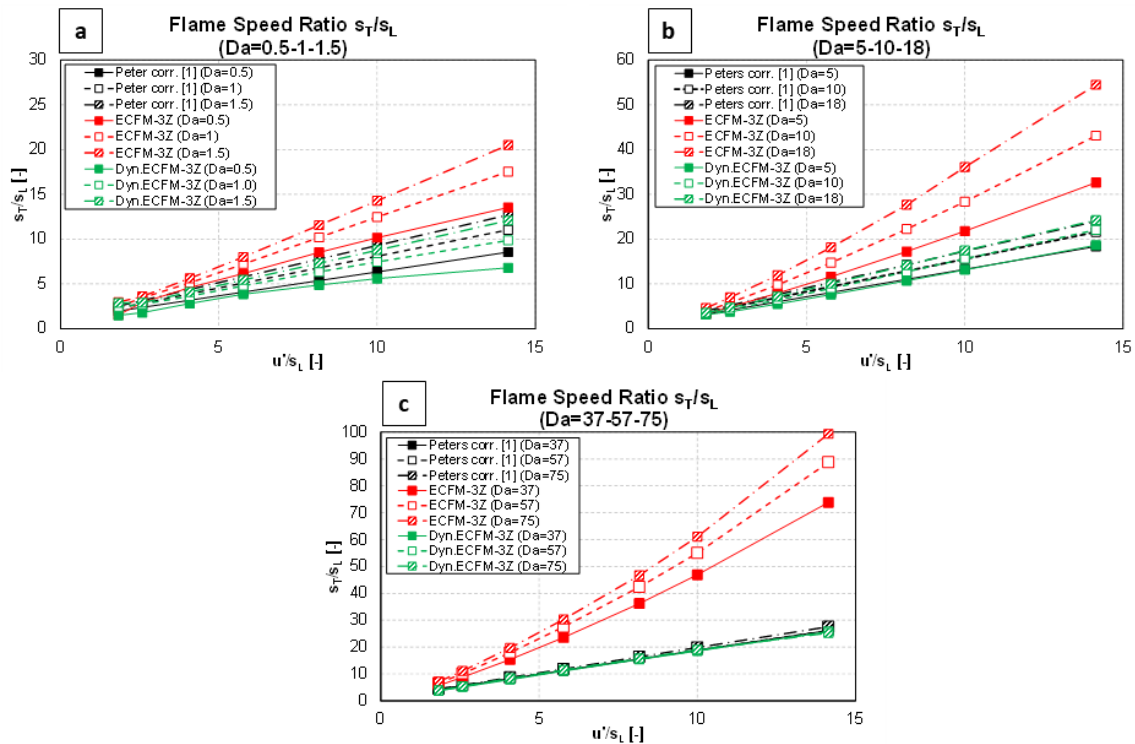 a
Flame Speed Ratio sT/sL
(Da=0.5-1-1.5)
30
25
20
15
10
5
0
sT/sL [-]
Peter corr. [1] (Da=0.5)
Peter corr. [1] (Da=1)
Peter corr. [1] (Da=1.5)
ECFM-3Z (Da=0.5)
ECFM-3Z (Da=1)
ECFM-3Z (Da=1.5)
Dyn.ECFM-3Z (Da=0.5)
Dyn.ECFM-3Z (Da=1.0)
Dyn.ECFM-3Z (Da=1.5)
0 5 10 15
u'/sL [-]
b
Flame Speed Ratio sT/sL
(Da=5-10-18)
60
50
40
30
20
10
0
sT/sL [-]
Peters corr. [1] (Da=5)
Peters corr. [1] (Da=10)
Peters corr. [1] (Da=18)
ECFM-3Z (Da=5)
ECFM-3Z (Da=10)
ECFM-3Z (Da=18)
Dyn.ECFM-3Z (Da=5)
Dyn.ECFM-3Z (Da=10)
Dyn.ECFM-3Z (Da=18)
0 5 10 15
u'/sL [-]
c
Flame Speed Ratio sT/sL
(Da=37-57-75)
100
90
80
70
60
50
40
30
20
10
0
sT/sL [-]
Peters corr. [1] (Da=37)
Peters corr. [1] (Da=57)
Peters corr. [1] (Da=75)
ECFM-3Z (Da=37)
ECFM-3Z (Da=57)
ECFM-3Z (Da=75)
Dyn.ECFM-3Z (Da=37)
Dyn.ECFM-3Z (Da=57)
Dyn.ECFM-3Z (Da=75)
0 5 10 15
u'/sL [-]